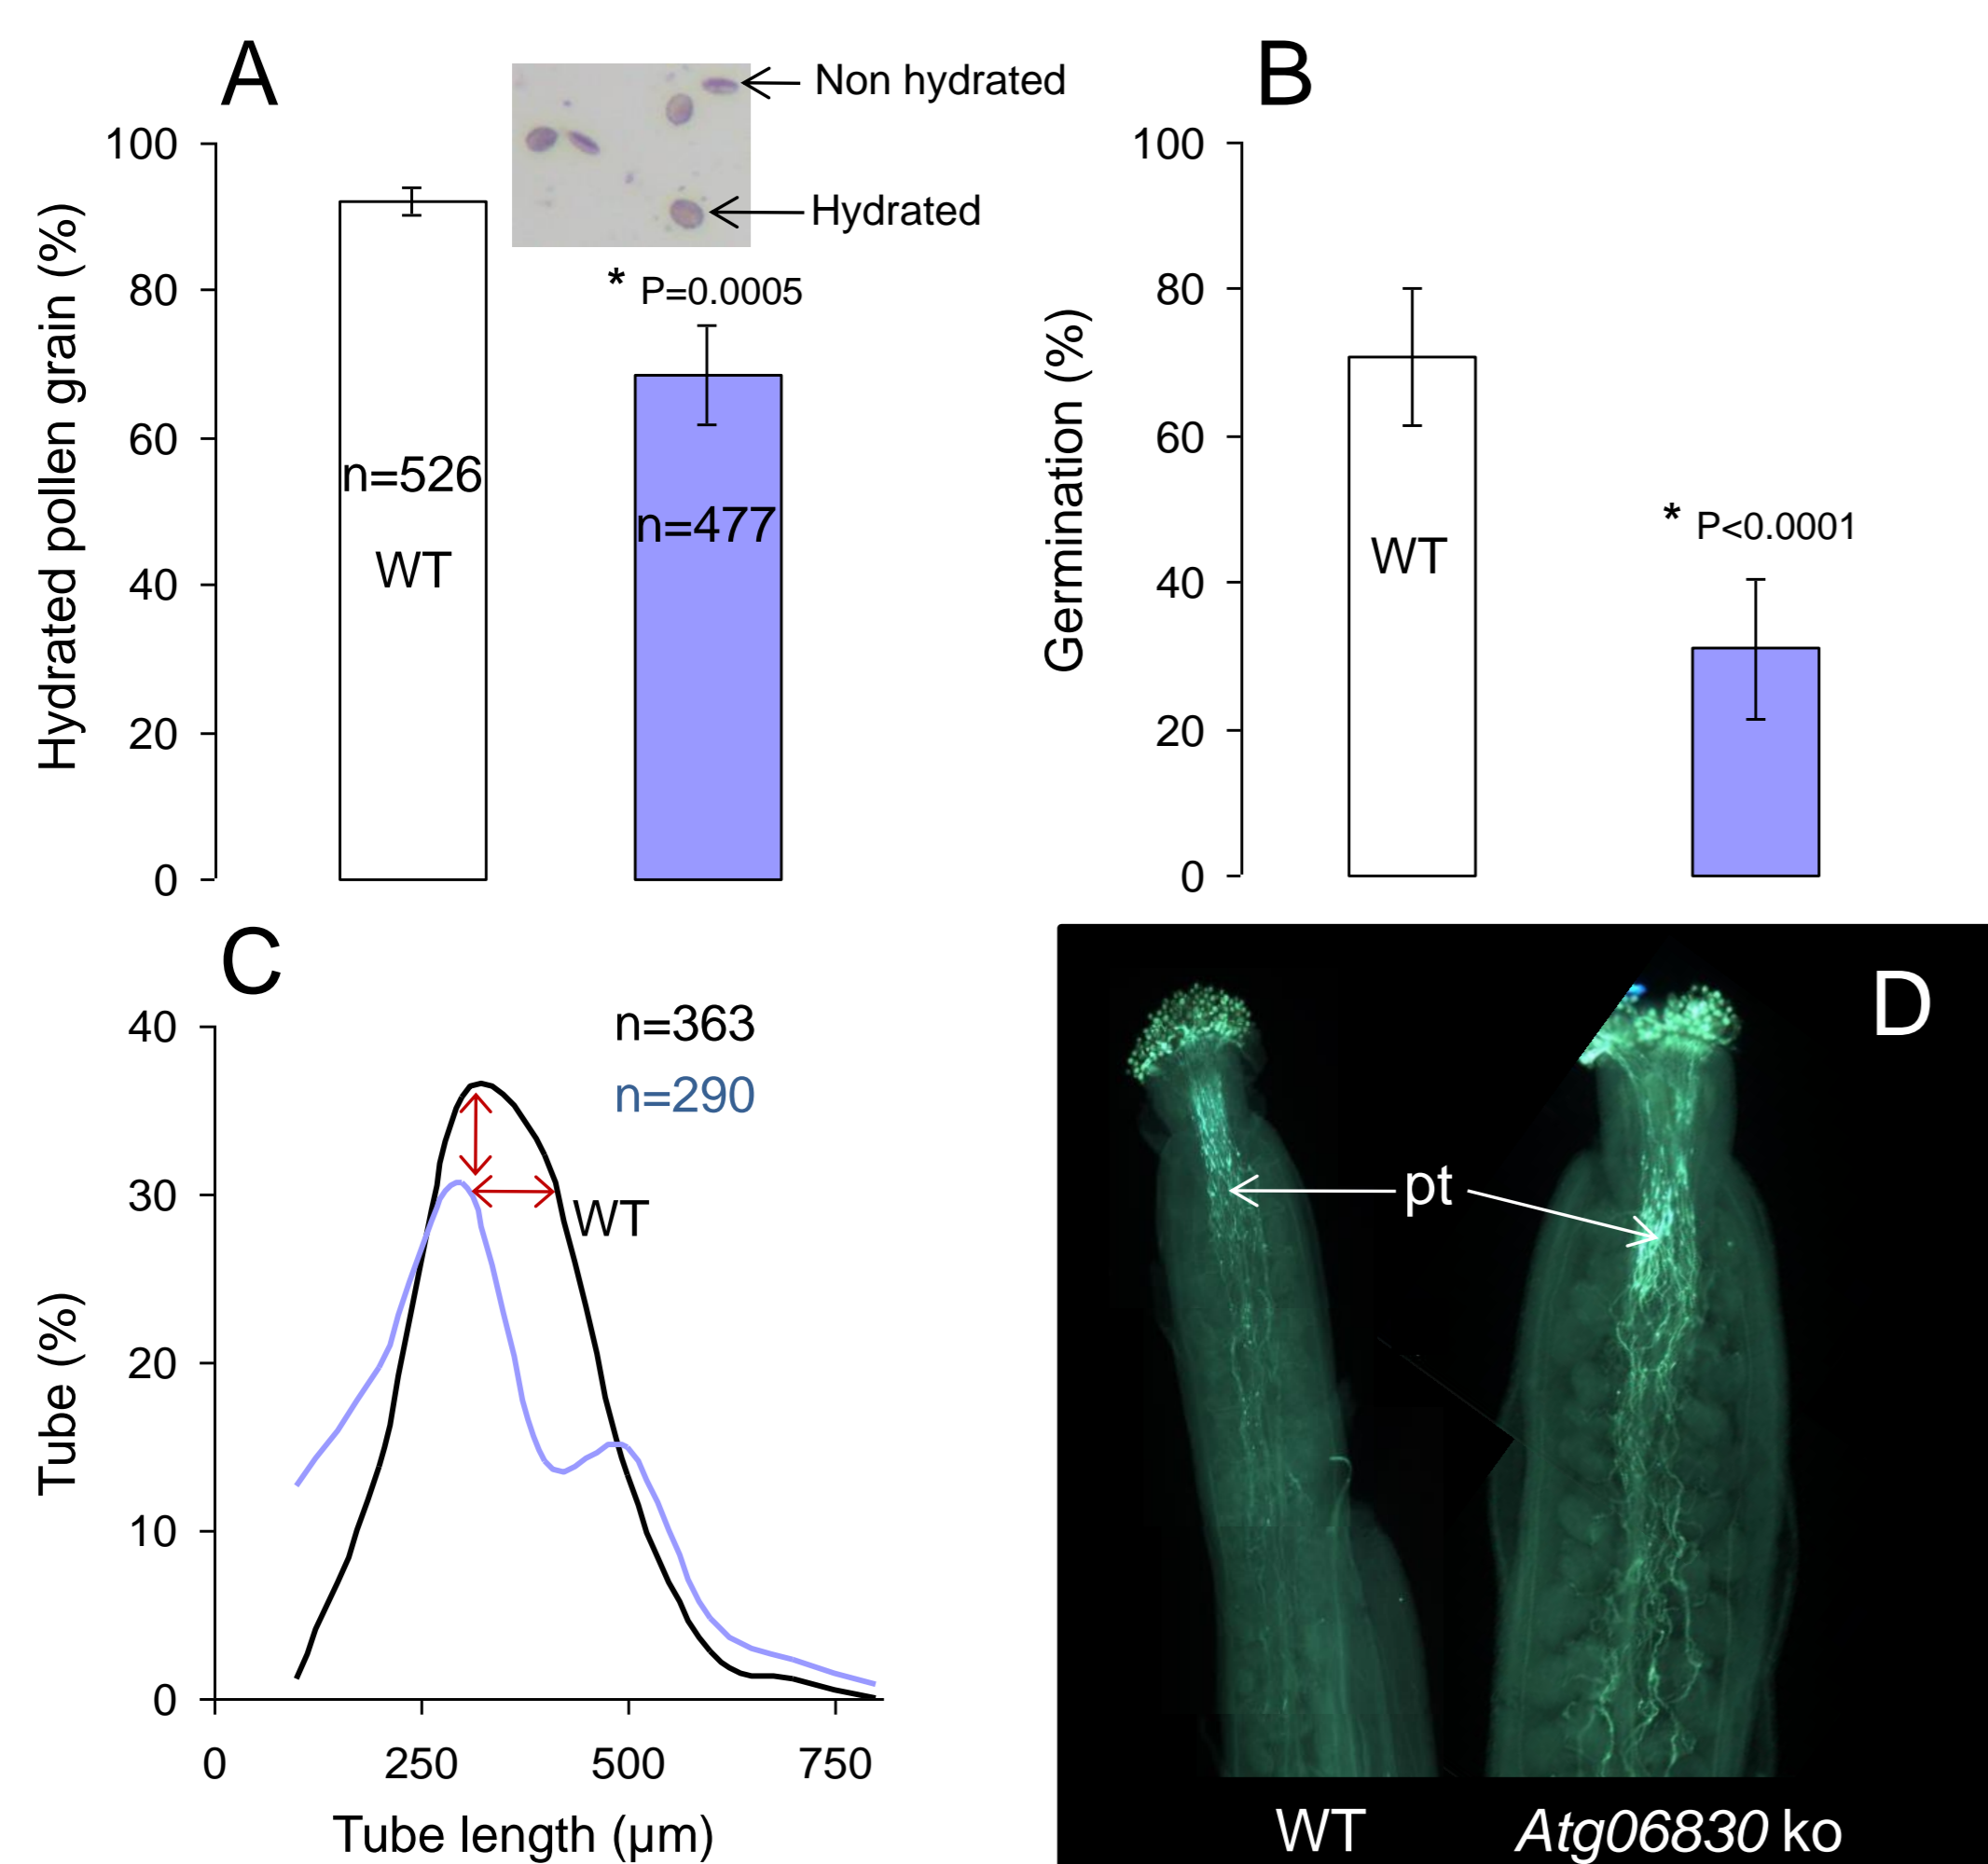 A
Non hydrated
Hydrated
* P=0.0005
Hydrated pollen grain (%)
100
80
60
40
20
0
n=526
WT
n=477
B
Germination (%)
100
80
60
40
20
0
WT
* P<0.0001
C
n=363
n=290
WT
Tube (%)
40
30
20
10
0
0 250 500 750
Tube length (µm)
D
pt
WT
Atg06830 ko